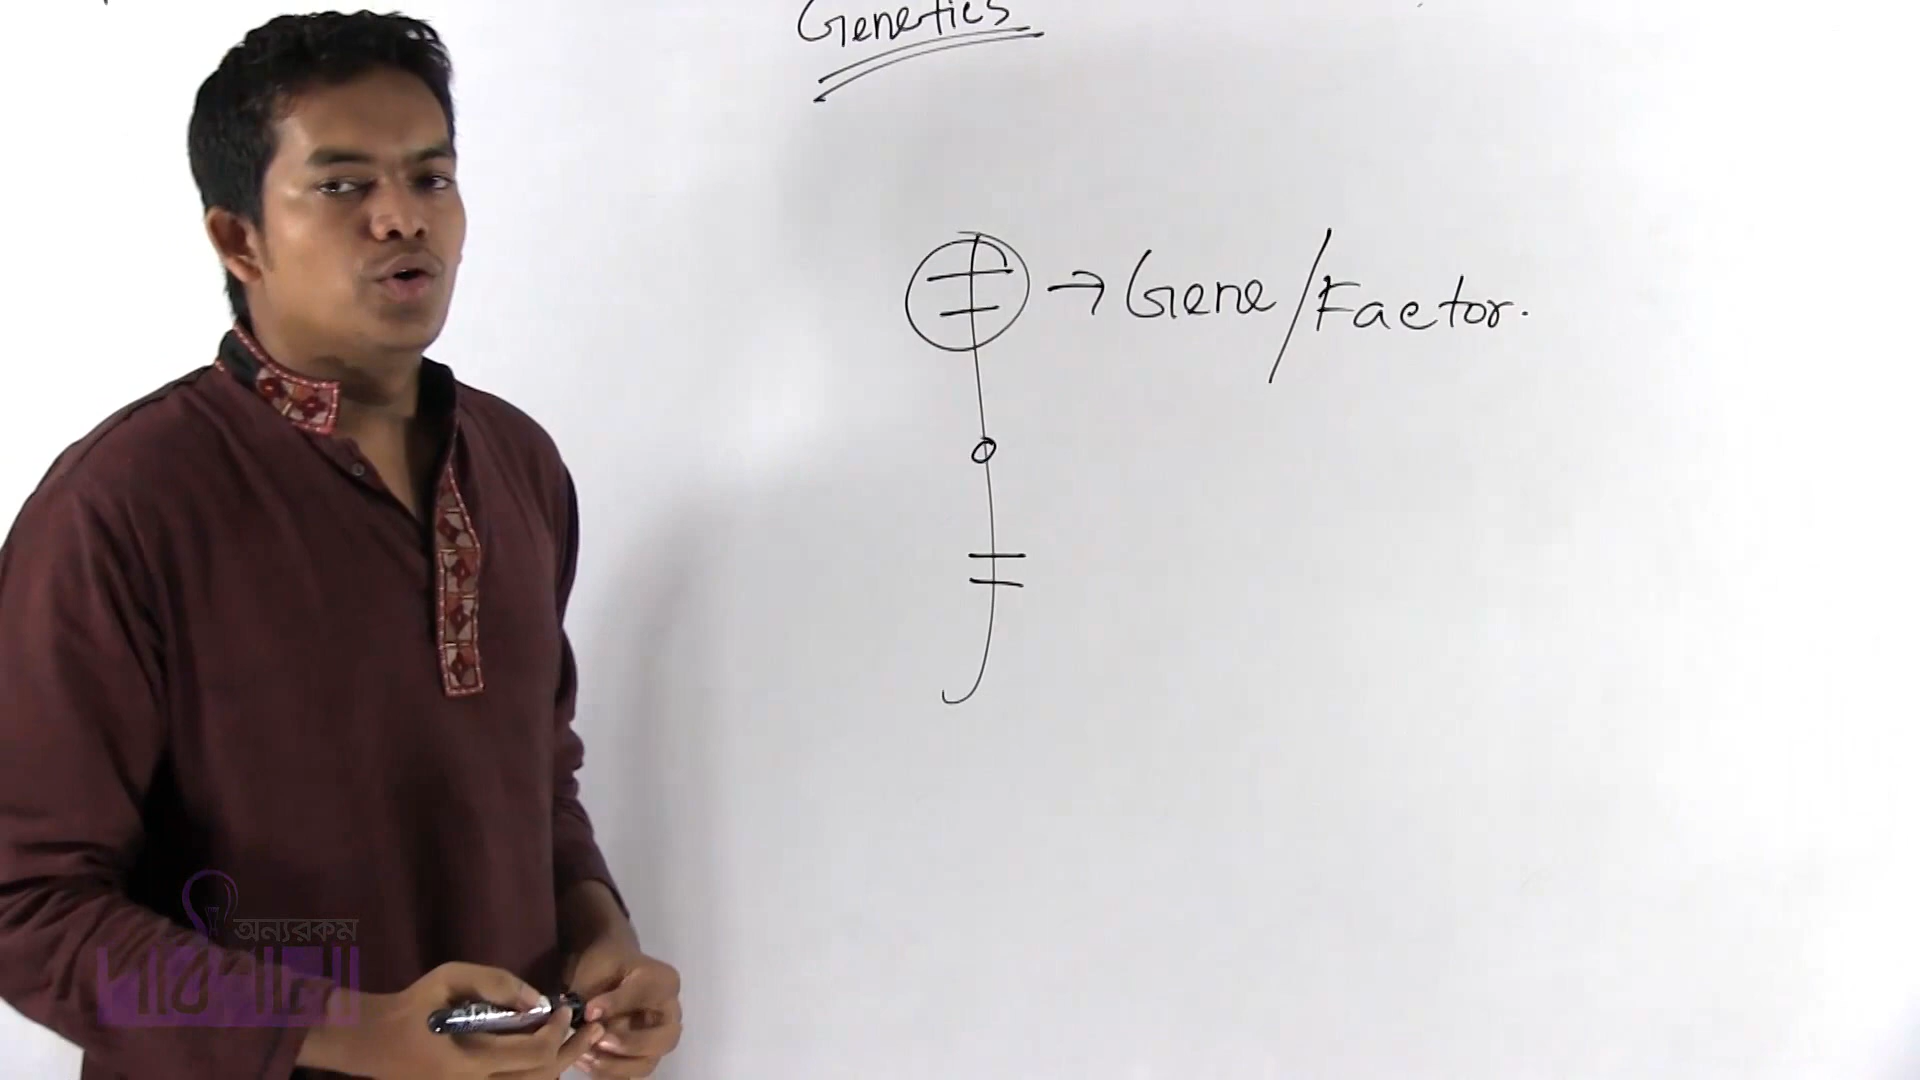 Genetics
→ Gene/Factor.
অন্যরকম
পাঠশালা